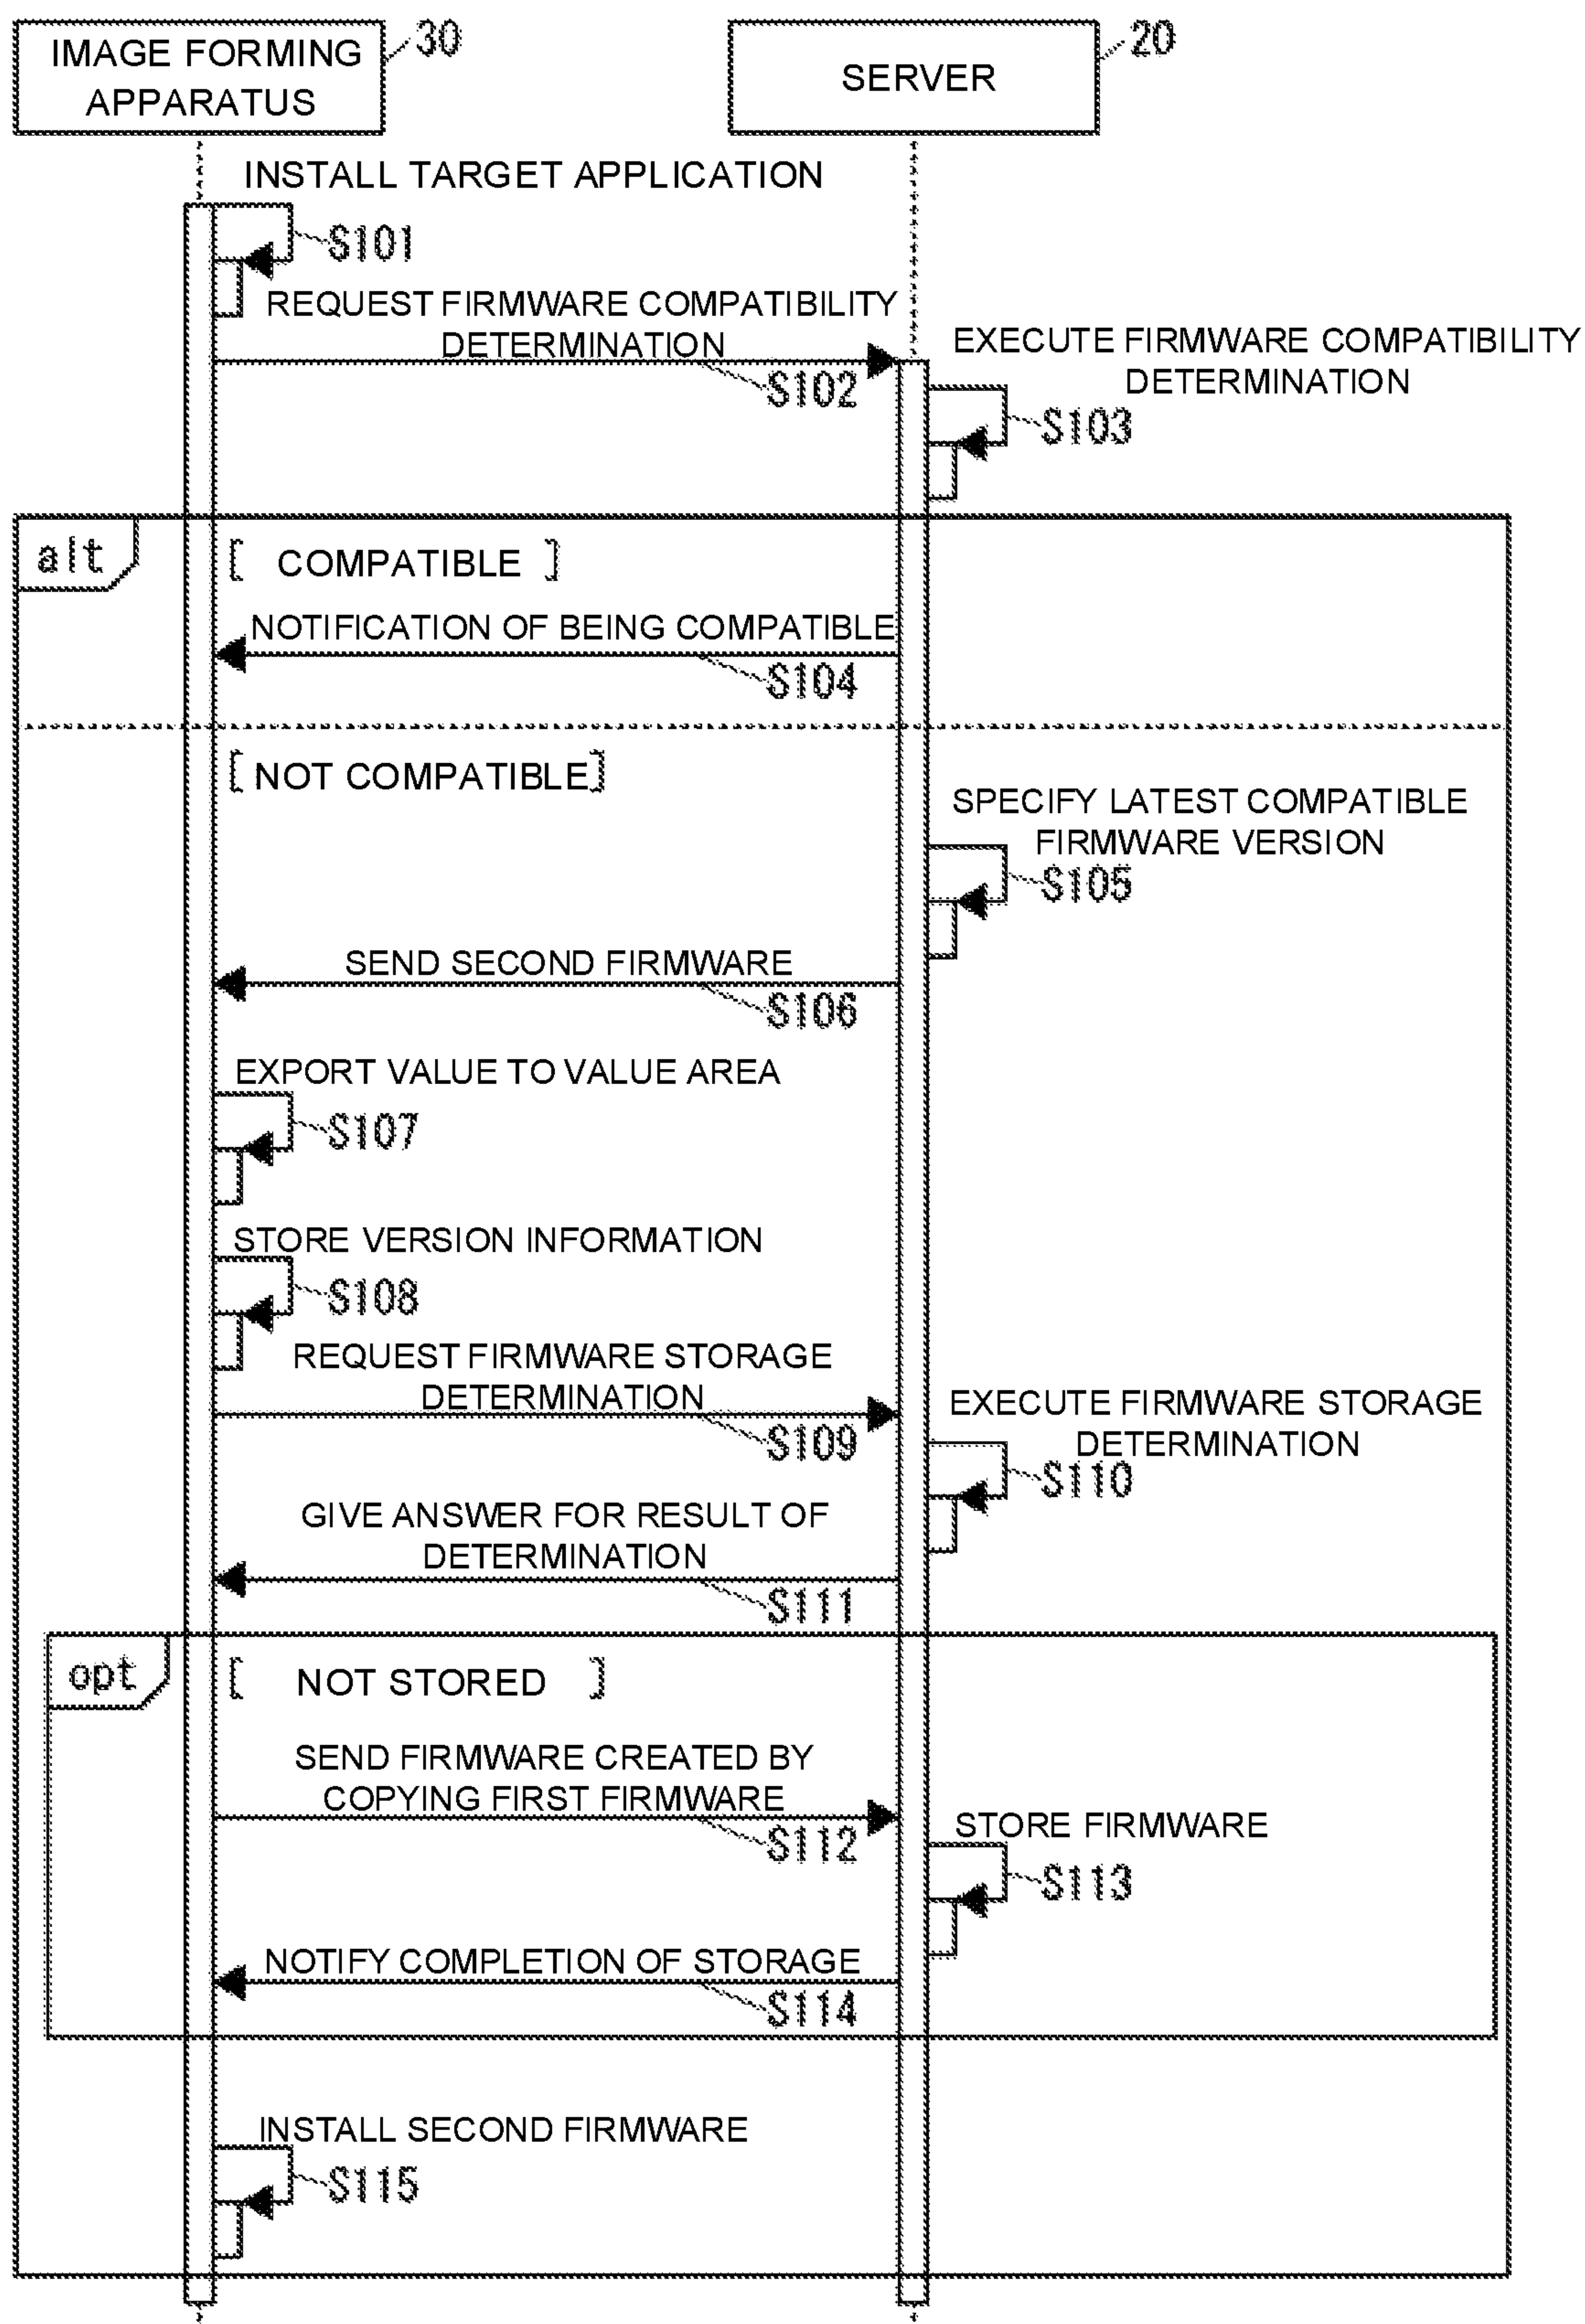 IMAGE FORMING
APPARATUS
30
SERVER
20
INSTALL TARGET APPLICATION
S101
REQUEST FIRMWARE COMPATIBILITY
DETERMINATION
S102
EXECUTE FIRMWARE COMPATIBILITY
DETERMINATION
S103
alt
[ COMPATIBLE ]
NOTIFICATION OF BEING COMPATIBLE
S104
[NOT COMPATIBLE]
SPECIFY LATEST COMPATIBLE
FIRMWARE VERSION
S105
SEND SECOND FIRMWARE
S106
EXPORT VALUE TO VALUE AREA
S107
STORE VERSION INFORMATION
S108
REQUEST FIRMWARE STORAGE
DETERMINATION
S109
EXECUTE FIRMWARE STORAGE
DETERMINATION
S110
GIVE ANSWER FOR RESULT OF
DETERMINATION
S111
opt
[ NOT STORED ]
SEND FIRMWARE CREATED BY
COPYING FIRST FIRMWARE
S112
STORE FIRMWARE
S113
NOTIFY COMPLETION OF STORAGE
S114
INSTALL SECOND FIRMWARE
S115